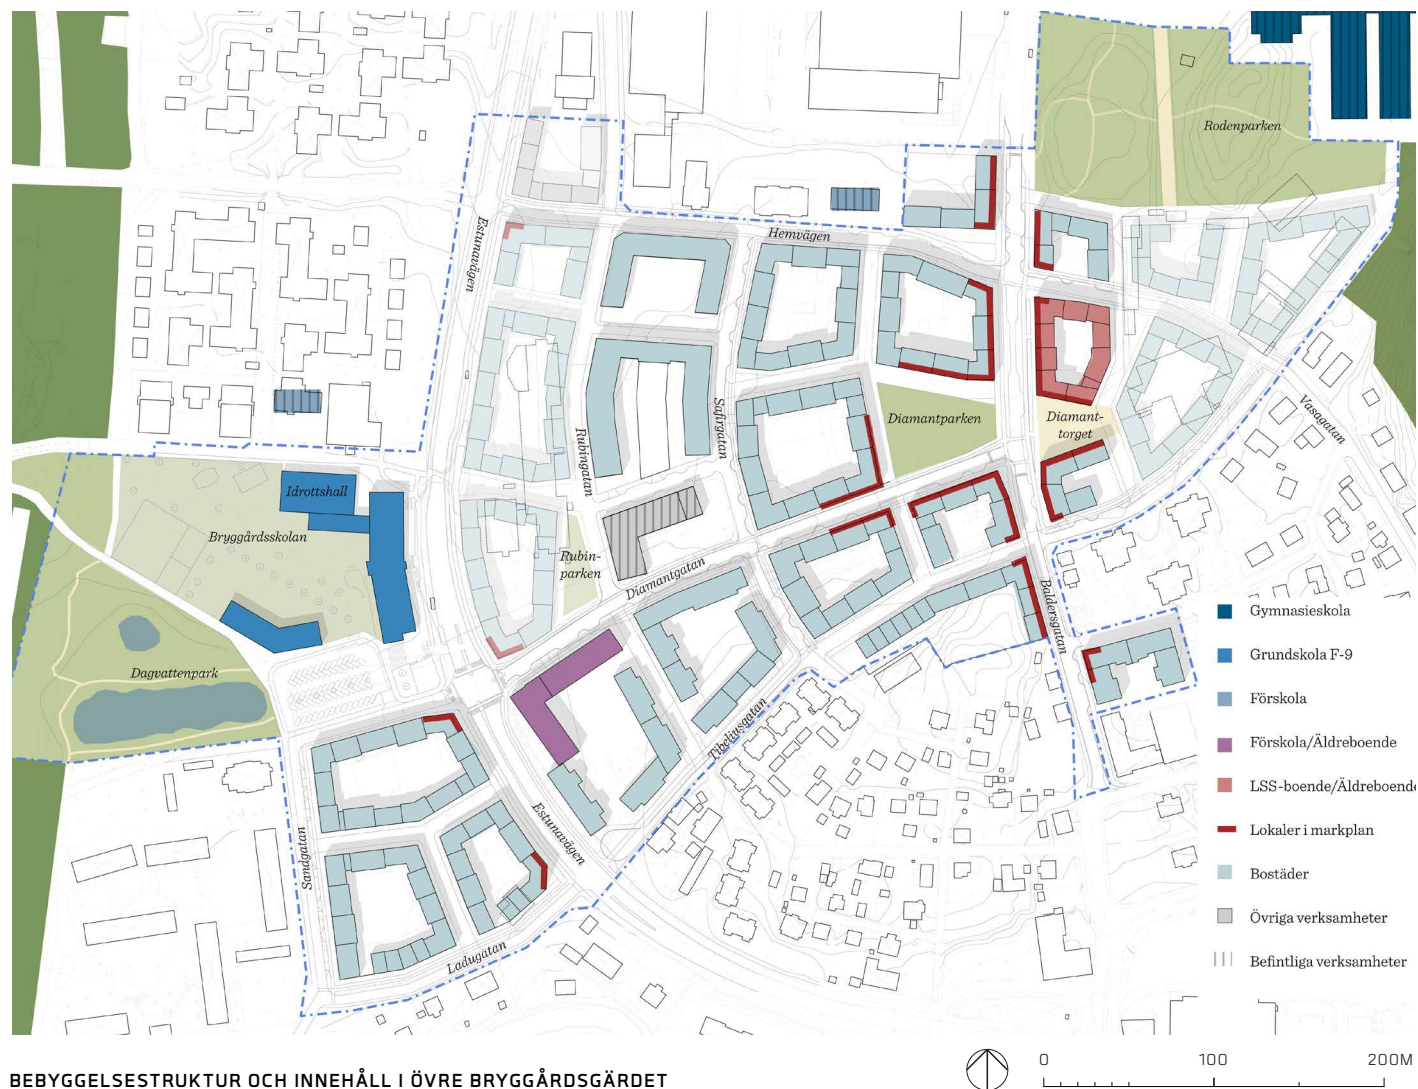 Rodenparken
Estunavägen
Hemvägen
Vasagatan
Safirgatan
Diamantparken
Diamant-
torget
Rubingatan
Idrottshall
Bryggårdsskolan
Rubin-
parken
Diamantgatan
Baldersgatan
Dagvattenpark
Tibeliusgatan
Sandgatan
Estunavägen
Ladugatan
Gymnasieskola
Grundskola F-9
Förskola
Förskola/Äldreboende
LSS-boende/Äldreboende
Lokaler i markplan
Bostäder
Övriga verksamheter
Befintliga verksamheter
BEBYGGELSESTRUKTUR OCH INNEHÅLL I ÖVRE BRYGGÅRDSGÄRDET
0 100 200M